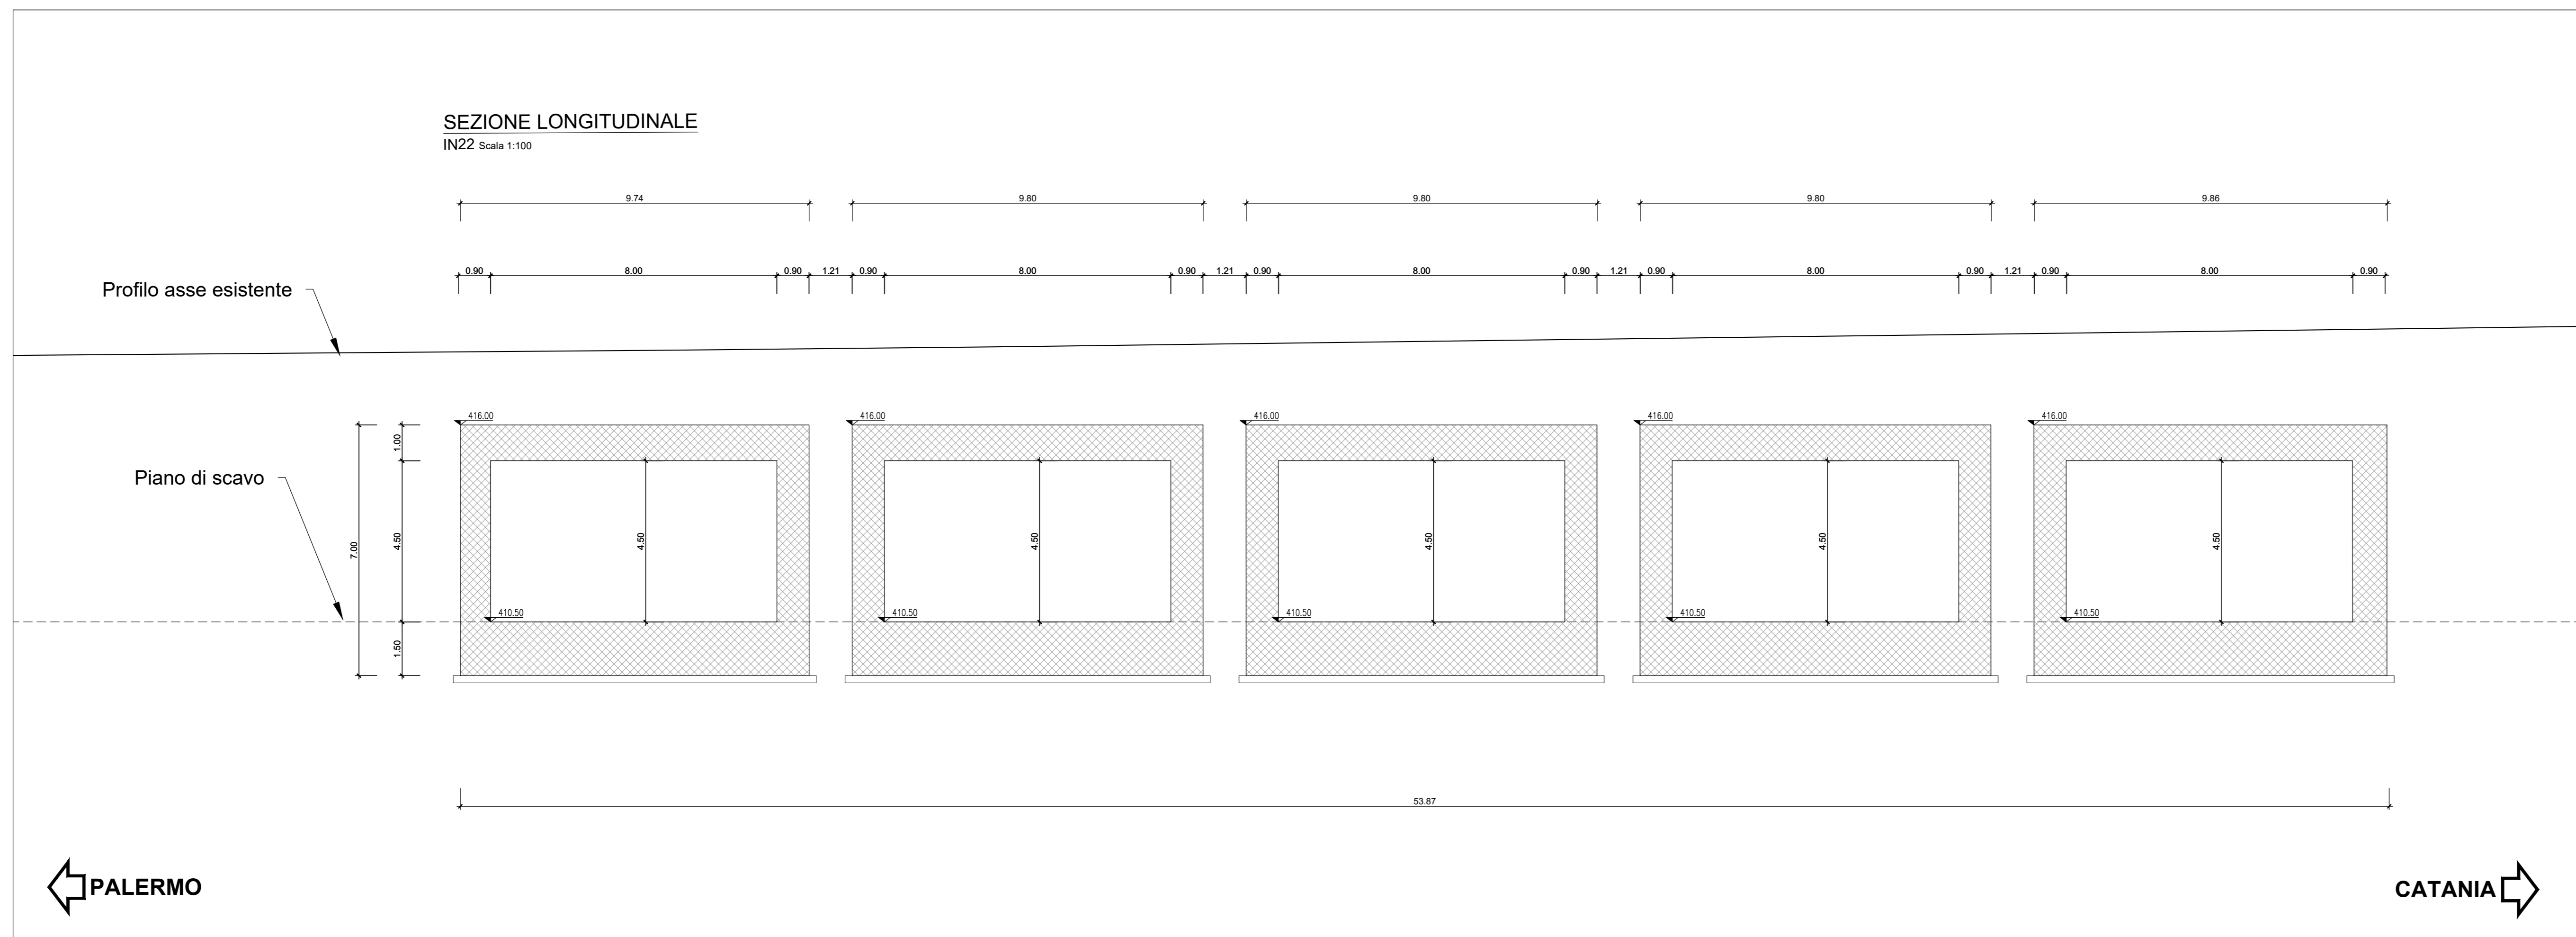 SEZIONE LONGITUDINALE
IN22 Scala 1:100
9.74 9.80 9.80 9.80 9.86
0.90 8.00 0.90 1.21 0.90 8.00 0.90 1.21 0.90 8.00 0.90 1.21 0.90 8.00 0.90 1.21 0.90 8.00 0.90
Profilo asse esistente
416.00 416.00 416.00 416.00 416.00
1.00
Piano di scavo
7.00 4.50 4.50 4.50 4.50 4.50 4.50
410.50 410.50 410.50 410.50 410.50
1.50
53.87
PALERMO CATANIA